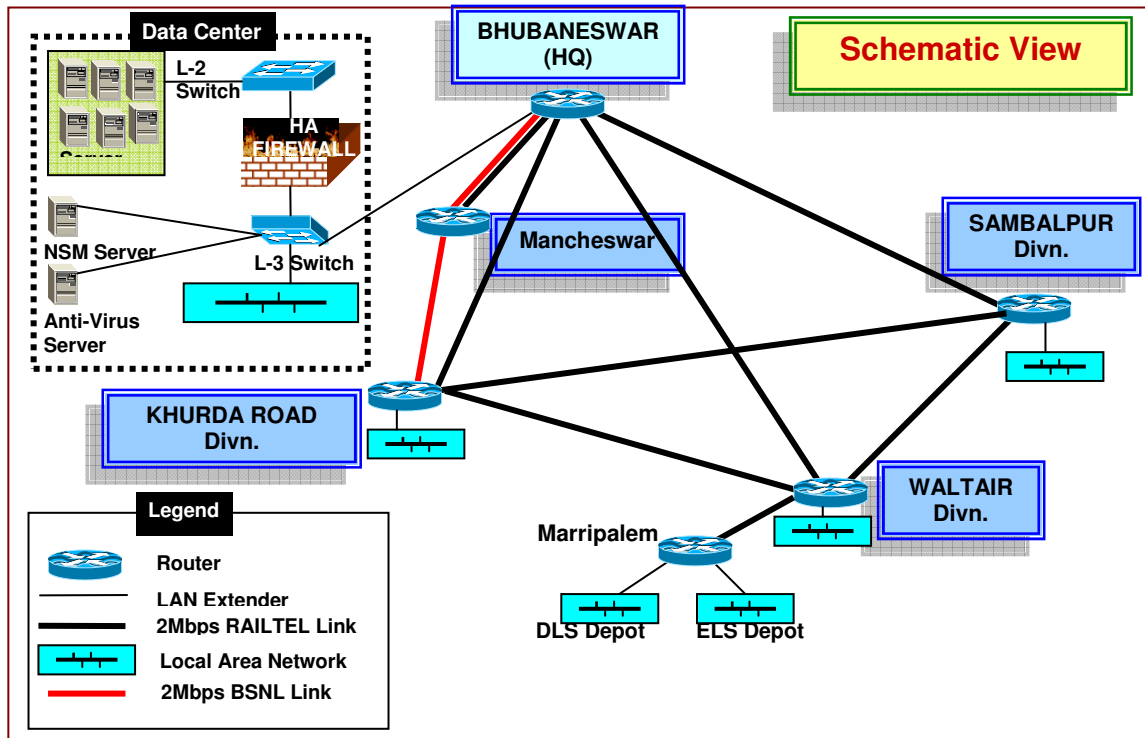 Data Center
L-2
Switch
HA
FIREWALL
NSM Server
L-3 Switch
Anti-Virus
Server
BHUBANESWAR
(HQ)
Schematic View
Mancheswar
SAMBALPUR
Divn.
KHURDA ROAD
Divn.
WALTAIR
Divn.
Marripalem
DLS Depot
ELS Depot
Legend
Router
LAN Extender
2Mbps RAILTEL Link
Local Area Network
2Mbps BSNL Link